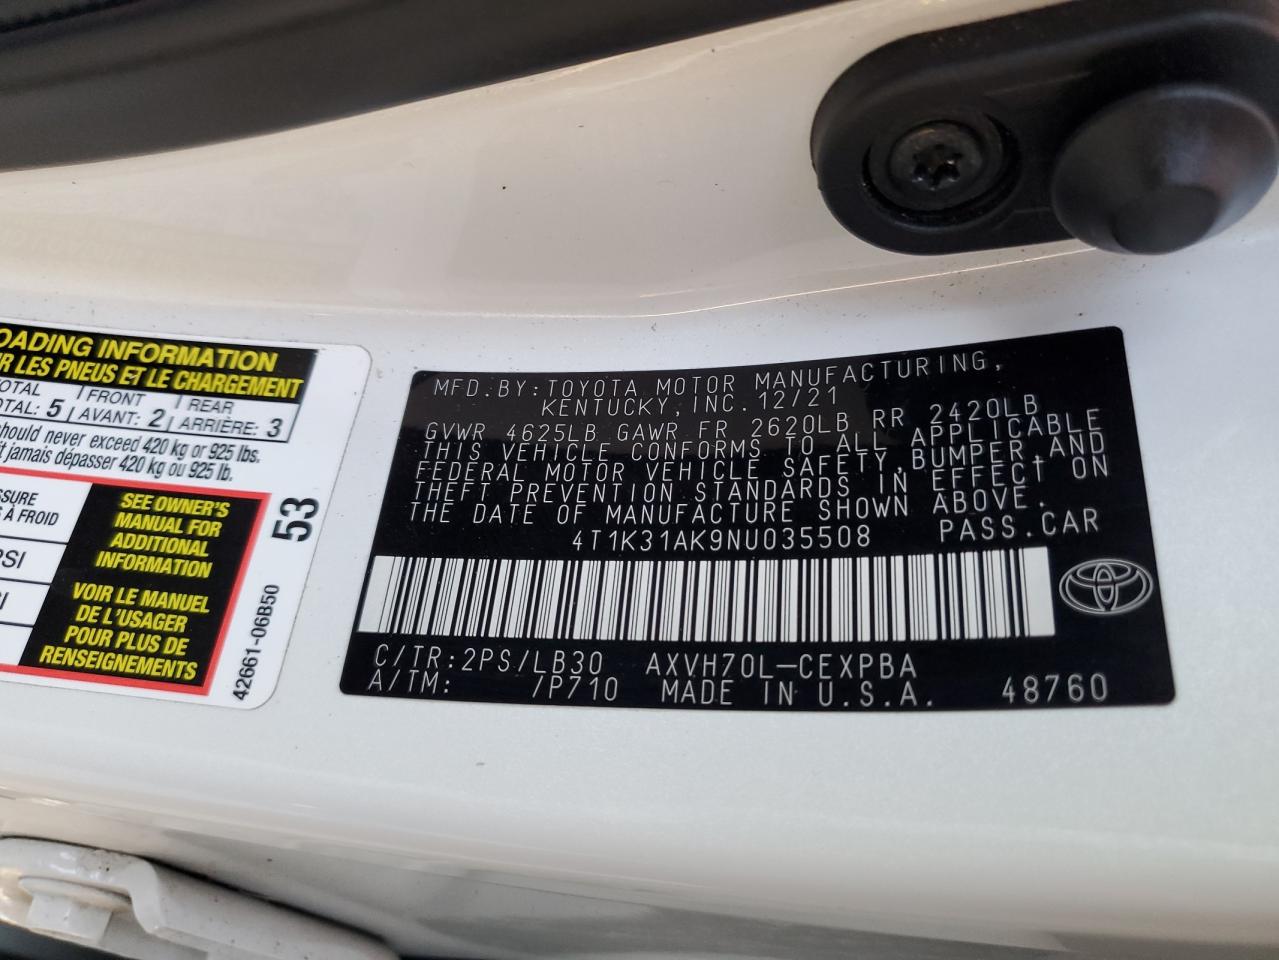 OADING INFORMATION
R LES PNEUS ET LE CHARGEMENT
TOTAL FRONT REAR
OTAL: 5 AVANT: 2 ARRIÈRE: 3
should never exceed 420 kg or 925 lbs.
t jamais dépasser 420 kg ou 925 lb.
SSURE
S À FROID
PSI
SI
SEE OWNER'S
MANUAL FOR
ADDITIONAL
INFORMATION
VOIR LE MANUEL
DE L'USAGER
POUR PLUS DE
RENSEIGNEMENTS
53
42661-06B50
MFD.BY:TOYOTA MOTOR MANUFACTURING,
KENTUCKY,INC.12/21
GVWR 4625LB GAWR FR 2620LB RR 2420LB
THIS VEHICLE CONFORMS TO ALL APPLICABLE
FEDERAL MOTOR VEHICLE SAFETY,BUMPER,AND
THEFT PREVENTION STANDARDS IN EFFECT ON
THE DATE OF MANUFACTURE SHOWN ABOVE.
4T1K31AK9NU035508 PASS.CAR
C/TR:2PS/LB30 AXVH70L-CEXPBA
A/TM: /P710 MADE IN U.S.A. 48760